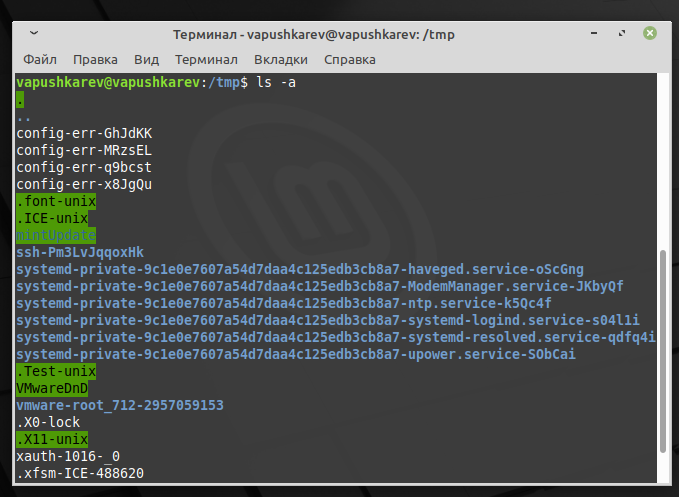 Терминал - vapushkarev@vapushkarev: /tmp
Файл Правка Вид Терминал Вкладки Справка
vapushkarev@vapushkarev:/tmp$ ls -a
.
..
config-err-GhJdKK
config-err-MRzsEL
config-err-q9bcst
config-err-x8JgQu
.font-unix
.ICE-unix
mintUpdate
ssh-Pm3LvJqqoxHk
systemd-private-9c1e0e7607a54d7daa4c125edb3cb8a7-haveged.service-oScGng
systemd-private-9c1e0e7607a54d7daa4c125edb3cb8a7-ModemManager.service-JKbyQf
systemd-private-9c1e0e7607a54d7daa4c125edb3cb8a7-ntp.service-k5Qc4f
systemd-private-9c1e0e7607a54d7daa4c125edb3cb8a7-systemd-logind.service-s04l1i
systemd-private-9c1e0e7607a54d7daa4c125edb3cb8a7-systemd-resolved.service-qdfq4i
systemd-private-9c1e0e7607a54d7daa4c125edb3cb8a7-upower.service-SObCai
.Test-unix
VMwareDnD
vmware-root_712-2957059153
.X0-lock
.X11-unix
xauth-1016-_0
.xfsm-ICE-488620